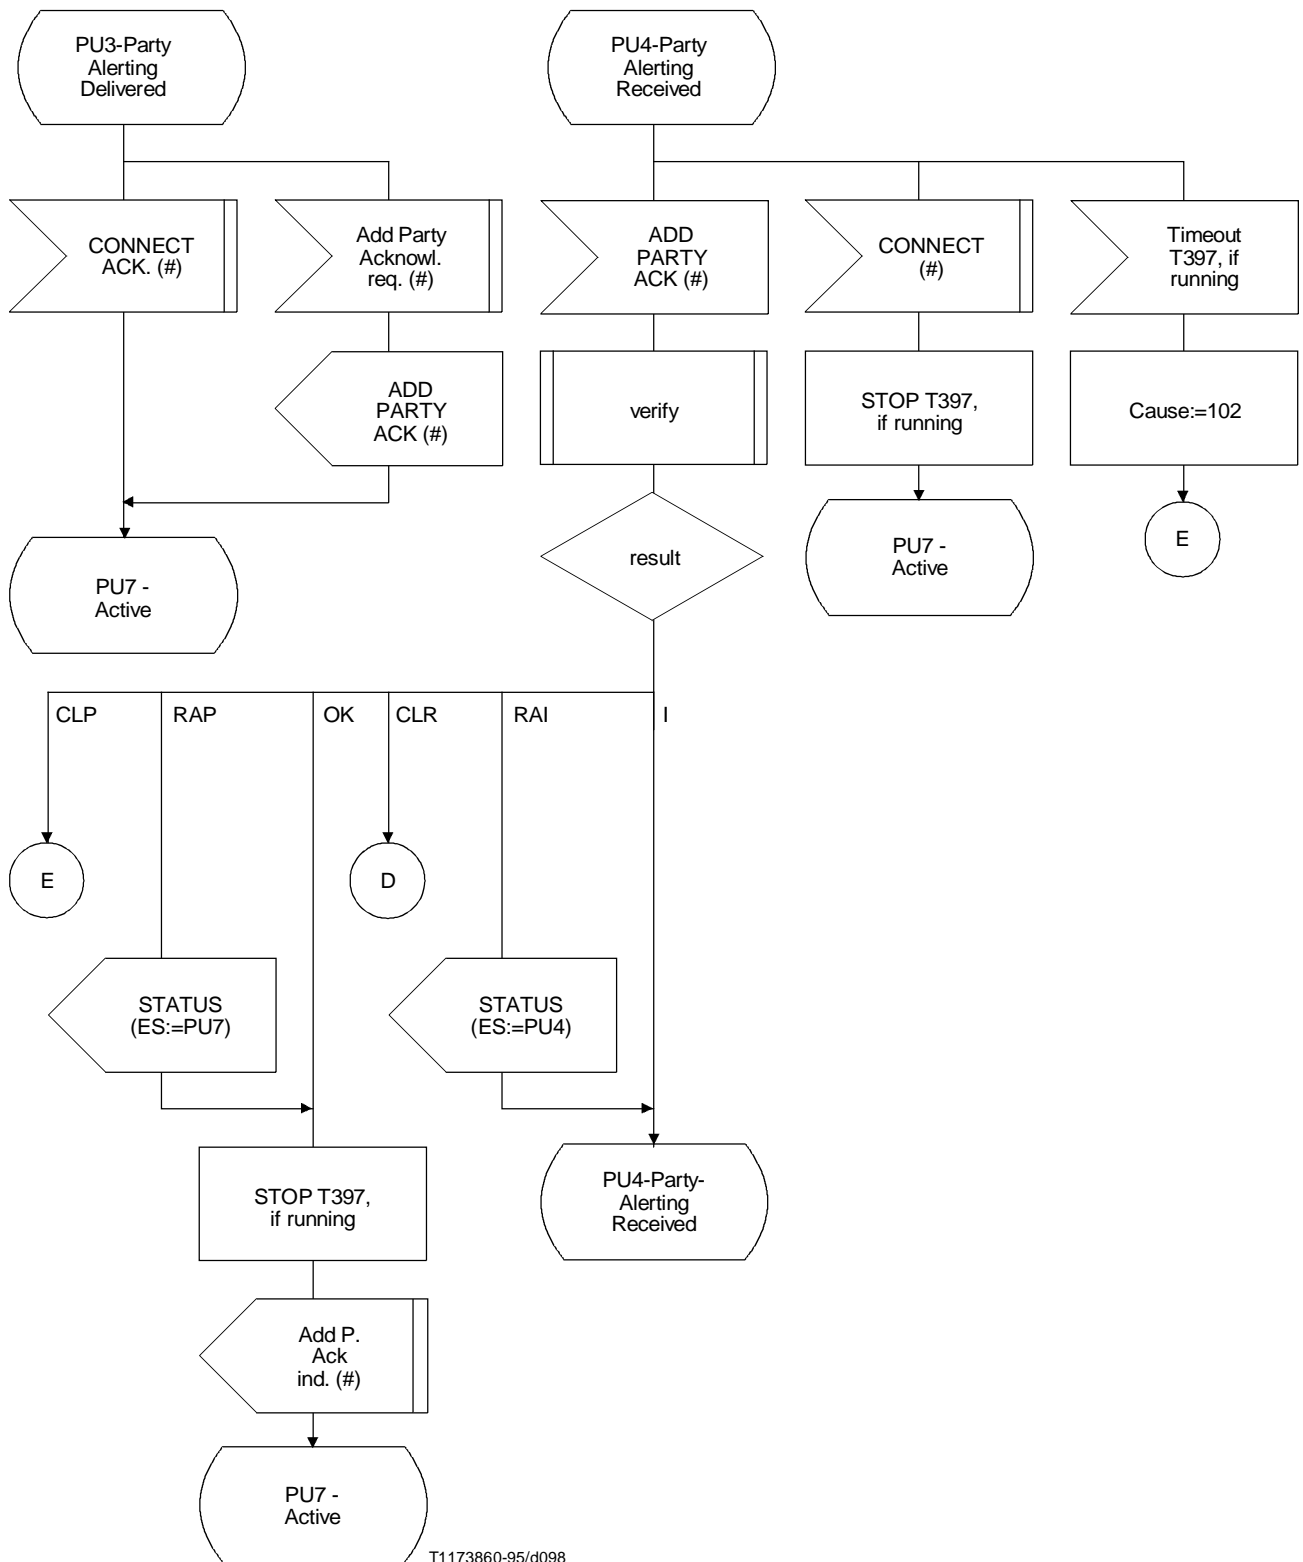 PU3-Party
Alerting
Delivered
PU4-Party
Alerting
Received
CONNECT
ACK. (#)
Add Party
Acknowl.
req. (#)
ADD
PARTY
ACK (#)
CONNECT
(#)
Timeout
T397, if
running
ADD
PARTY
ACK (#)
verify
STOP T397,
if running
Cause:=102
PU7 -
Active
result
PU7 -
Active
E
CLP
RAP
OK
CLR
RAI
I
E
D
STATUS
(ES:=PU7)
STATUS
(ES:=PU4)
STOP T397,
if running
PU4-Party-
Alerting
Received
Add P.
Ack
ind. (#)
PU7 -
Active
T1173860-95/d098